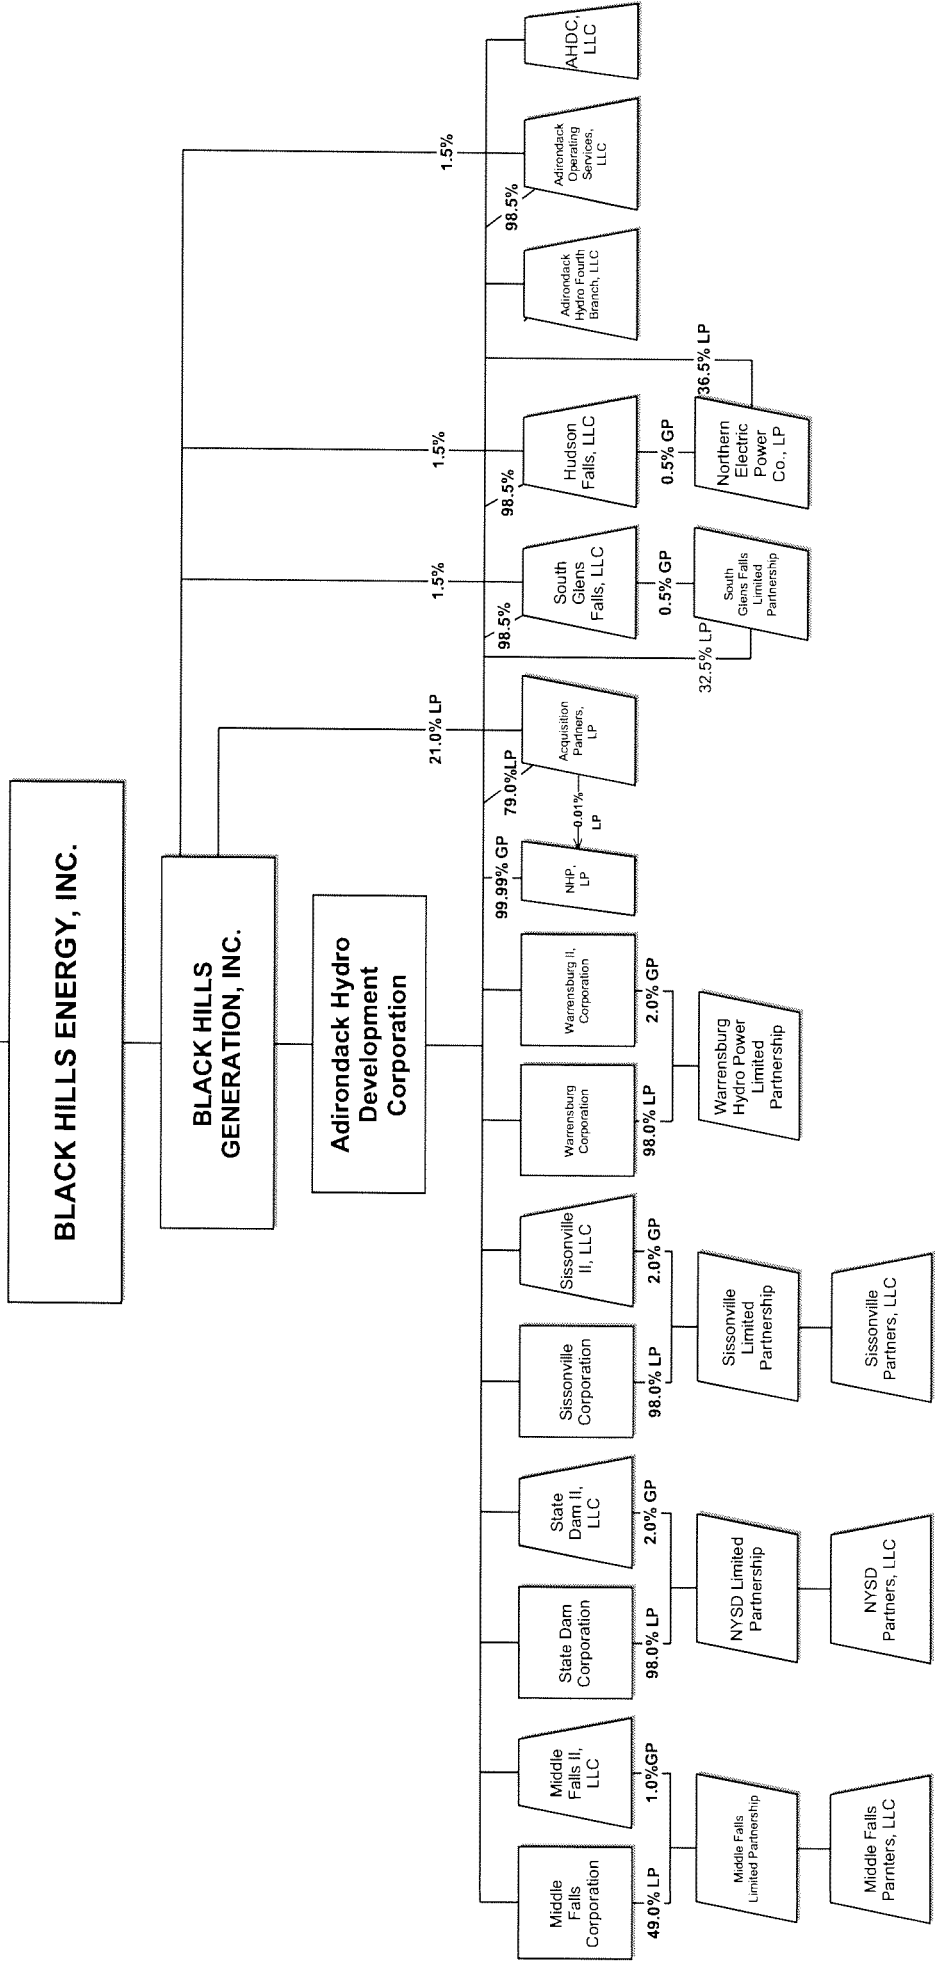 BLACK HILLS ENERGY, INC.
BLACK HILLS
GENERATION, INC.
Adirondack Hydro
Development
Corporation
1.5%
1.5%
1.5%
21.0% LP
98.5%
98.5%
98.5%
79.0%LP
99.99% GP
Middle
Falls
Corporation
Middle
Falls II,
LLC
State Dam
Corporation
State
Dam II,
LLC
Sissonville
Corporation
Sissonville
II, LLC
Warrensburg
Corporation
Warrensburg II,
Corporation
NHP,
LP
0.01%
LP
Acquisition
Partners,
LP
South
Glens
Falls, LLC
Hudson
Falls, LLC
Adirondack
Hydro Fourth
Branch, LLC
Adirondack
Operating
Services,
LLC
AHDC,
LLC
49.0% LP
1.0%GP
98.0% LP
2.0% GP
98.0% LP
2.0% GP
98.0% LP
2.0% GP
32.5% LP
0.5% GP
0.5% GP
36.5% LP
Middle Falls
Limited Partnership
NYSD Limited
Partnership
Sissonville
Limited
Partnership
Warrensburg
Hydro Power
Limited
Partnership
South
Glens Falls
Limited
Partnership
Northern
Electric
Power
Co., LP
Middle Falls
Parnters, LLC
NYSD
Partners, LLC
Sissonville
Partners, LLC